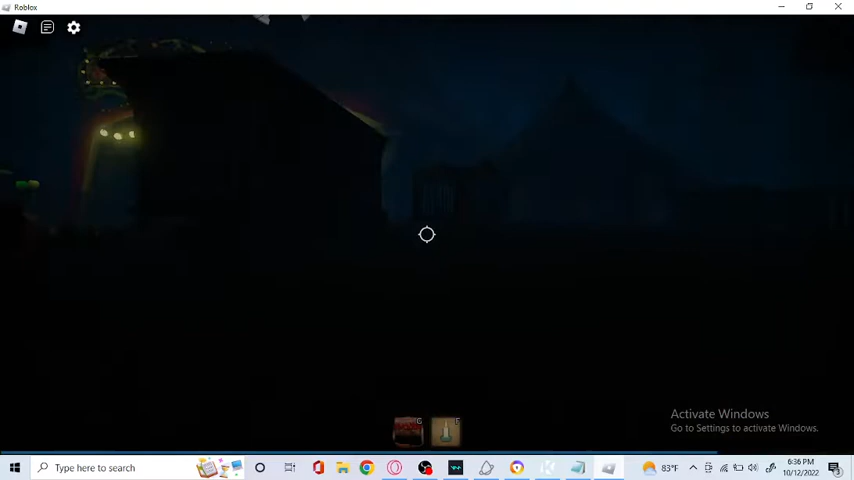 Roblox
G
F
Activate Windows
Go to Settings to activate Windows.
Type here to search
83°F
6:36 PM
10/12/2022
3